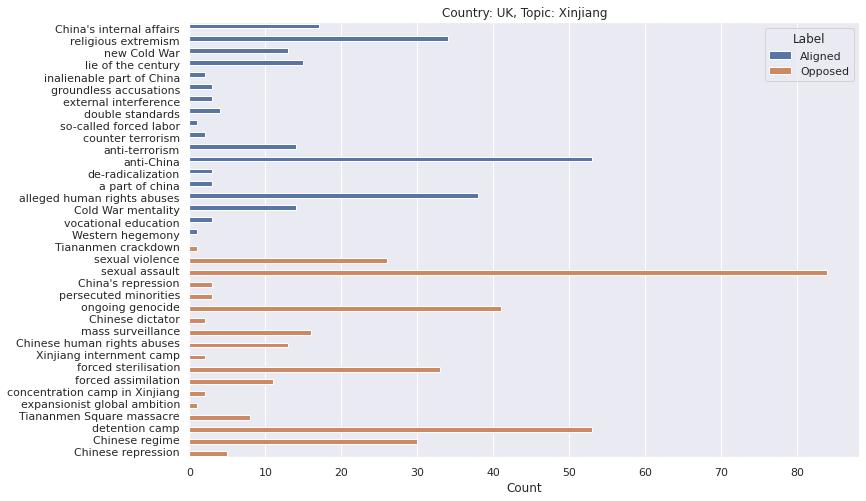 Country: UK, Topic: Xinjiang
Label
Aligned
Opposed
China's internal affairs
religious extremism
new Cold War
lie of the century
inalienable part of China
groundless accusations
external interference
double standards
so-called forced labor
counter terrorism
anti-terrorism
anti-China
de-radicalization
a part of china
alleged human rights abuses
Cold War mentality
vocational education
Western hegemony
Tiananmen crackdown
sexual violence
sexual assault
China's repression
persecuted minorities
ongoing genocide
Chinese dictator
mass surveillance
Chinese human rights abuses
Xinjiang internment camp
forced sterilisation
forced assimilation
concentration camp in Xinjiang
expansionist global ambition
Tiananmen Square massacre
detention camp
Chinese regime
Chinese repression
0 10 20 30 40 50 60 70 80
Count